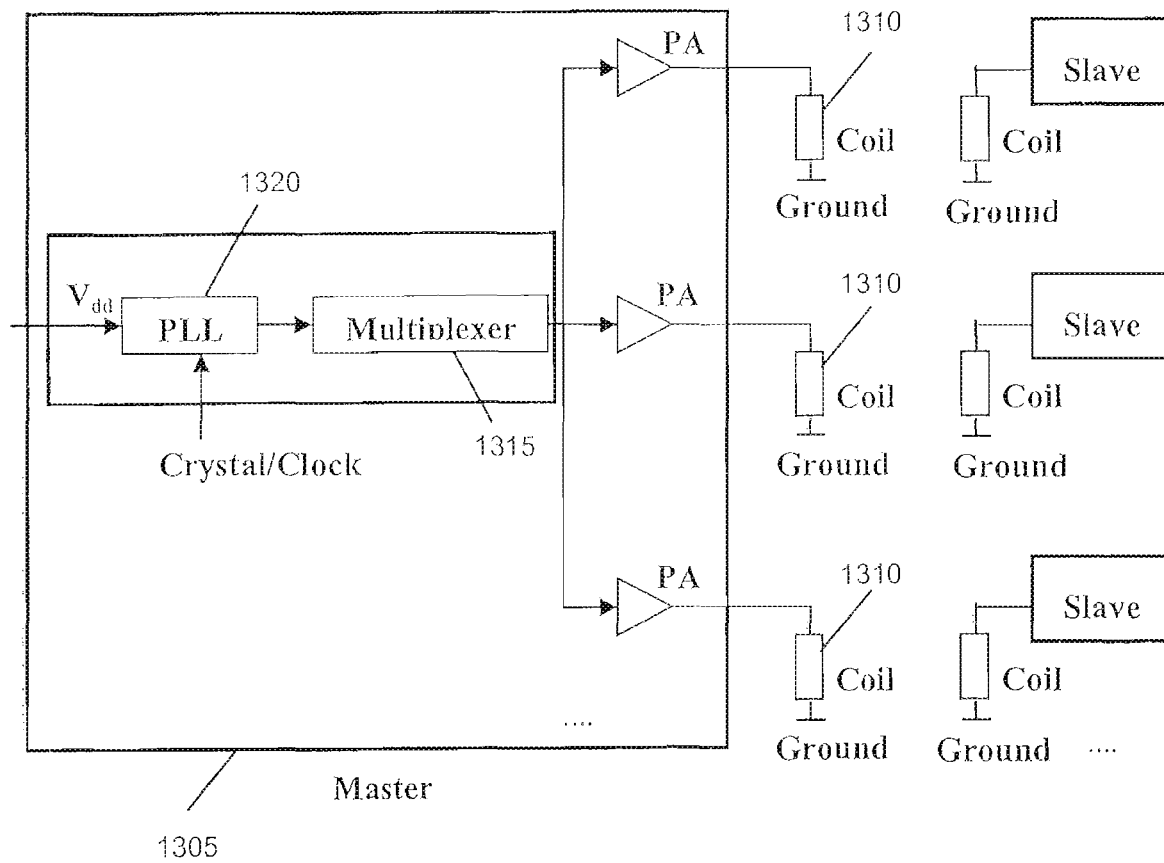 1310
PA
Slave
Coil
Coil
Ground
Ground
1320
1310
V_dd
PLL
Multiplexer
PA
Slave
Coil
Coil
1315
Crystal/Clock
Ground
Ground
1310
PA
Slave
Coil
Coil
....
Ground
Ground
....
Master
1305